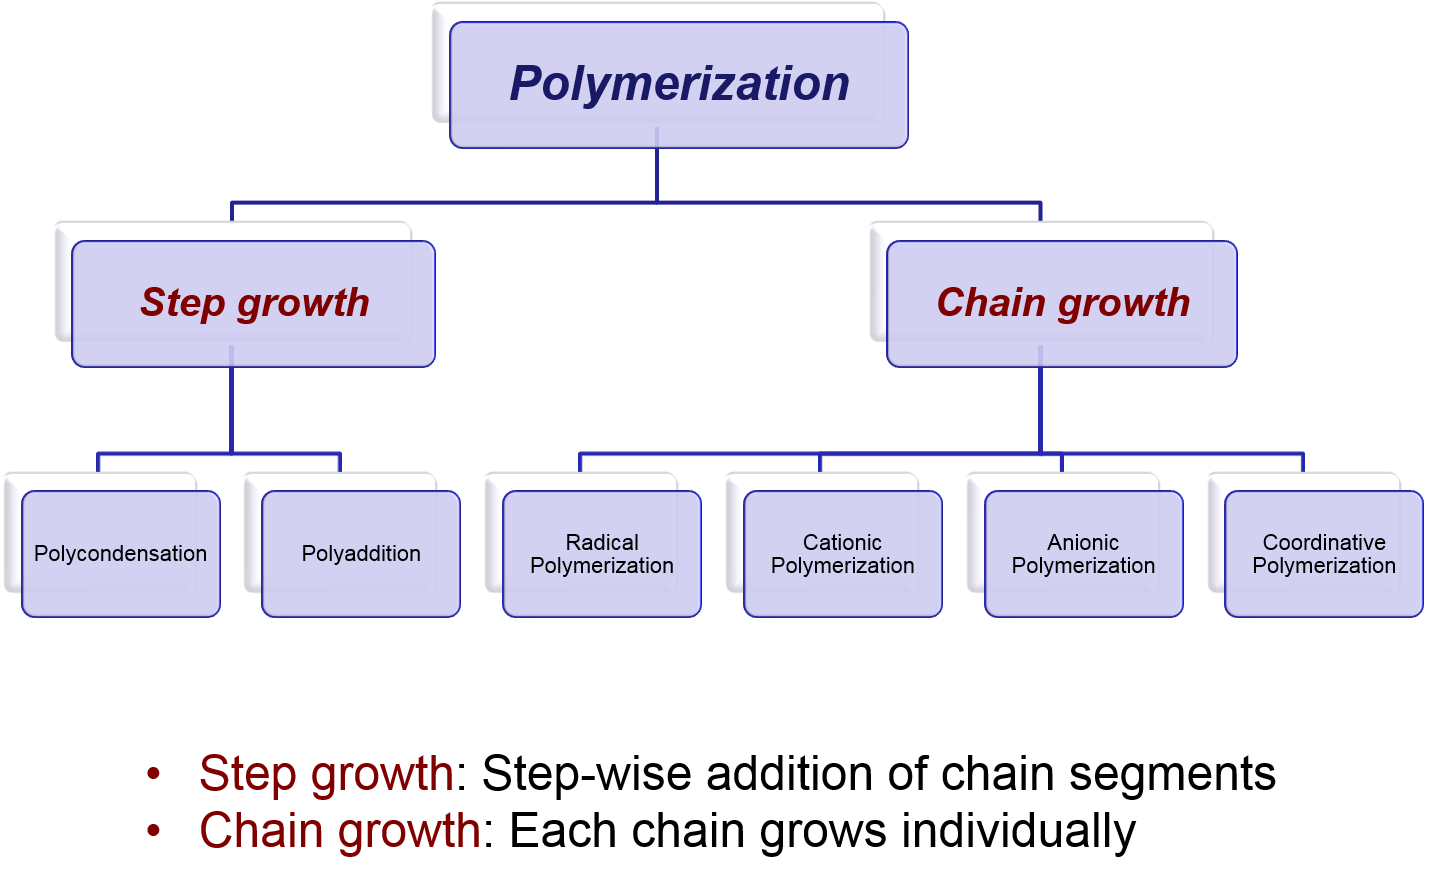 Polymerization
Step growth
Chain growth
Polycondensation
Polyaddition
Radical
Polymerization
Cationic
Polymerization
Anionic
Polymerization
Coordinative
Polymerization
• Step growth: Step-wise addition of chain segments
• Chain growth: Each chain grows individually